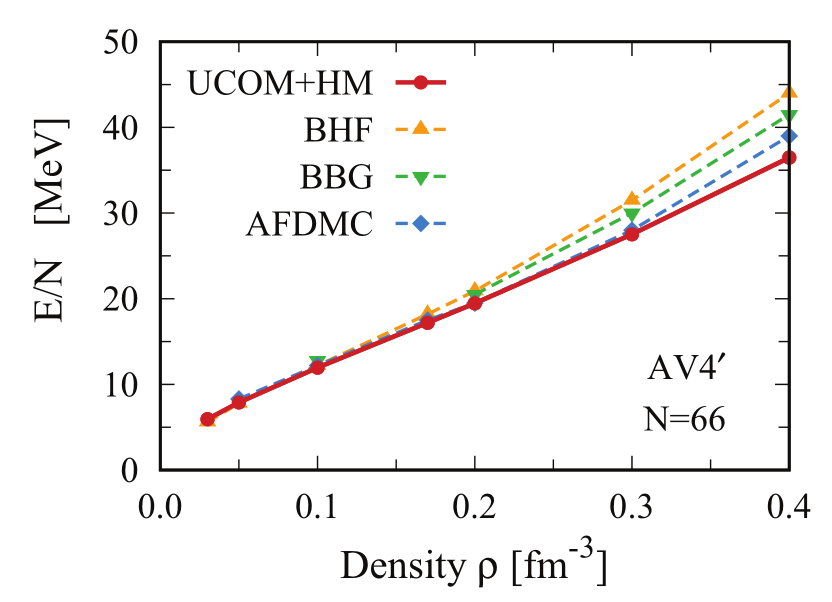 50
40
30
20
10
0
E/N [MeV]
UCOM+HM
BHF
BBG
AFDMC
AV4′
N=66
0.0 0.1 0.2 0.3 0.4
Density ρ [fm⁻³]